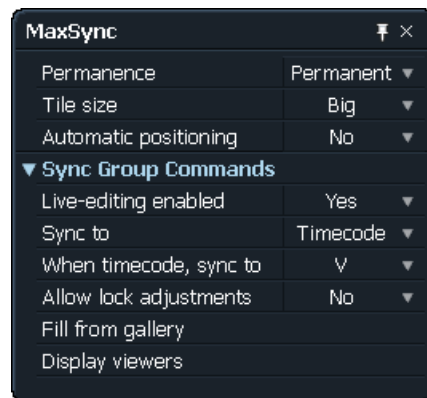 MaxSync
Permanence Permanent
Tile size Big
Automatic positioning No
Sync Group Commands
Live-editing enabled Yes
Sync to Timecode
When timecode, sync to V
Allow lock adjustments No
Fill from gallery
Display viewers